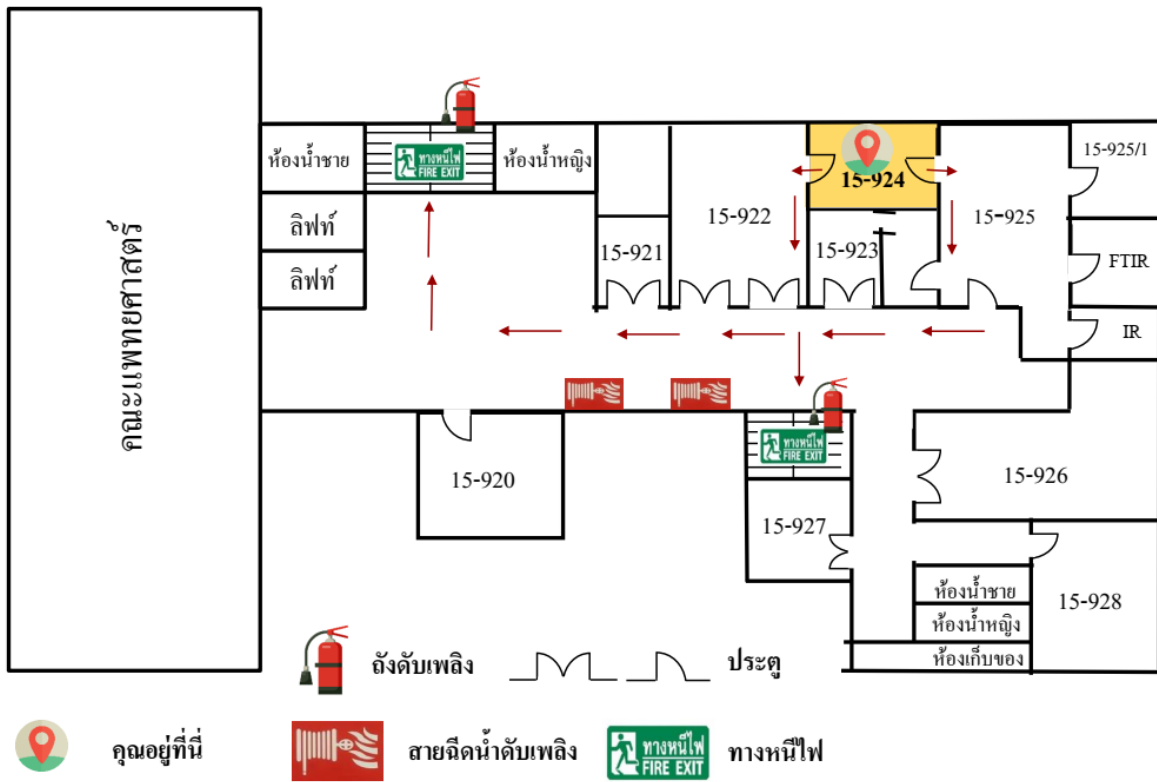 คณะแพทยศาสตร์
ห้องน้ำชาย
ทางหนีไฟ
FIRE EXIT
ห้องน้ำหญิง
ลิฟท์
ลิฟท์
15-921
15-922
15-924
15-923
15-925
15-925/1
FTIR
IR
15-920
ทางหนีไฟ
FIRE EXIT
15-927
15-926
15-928
ห้องน้ำชาย
ห้องน้ำหญิง
ห้องเก็บของ
ถังดับเพลิง
ประตู
คุณอยู่ที่นี่
สายฉีดน้ำดับเพลิง
ทางหนีไฟ
FIRE EXIT
ทางหนีไฟ